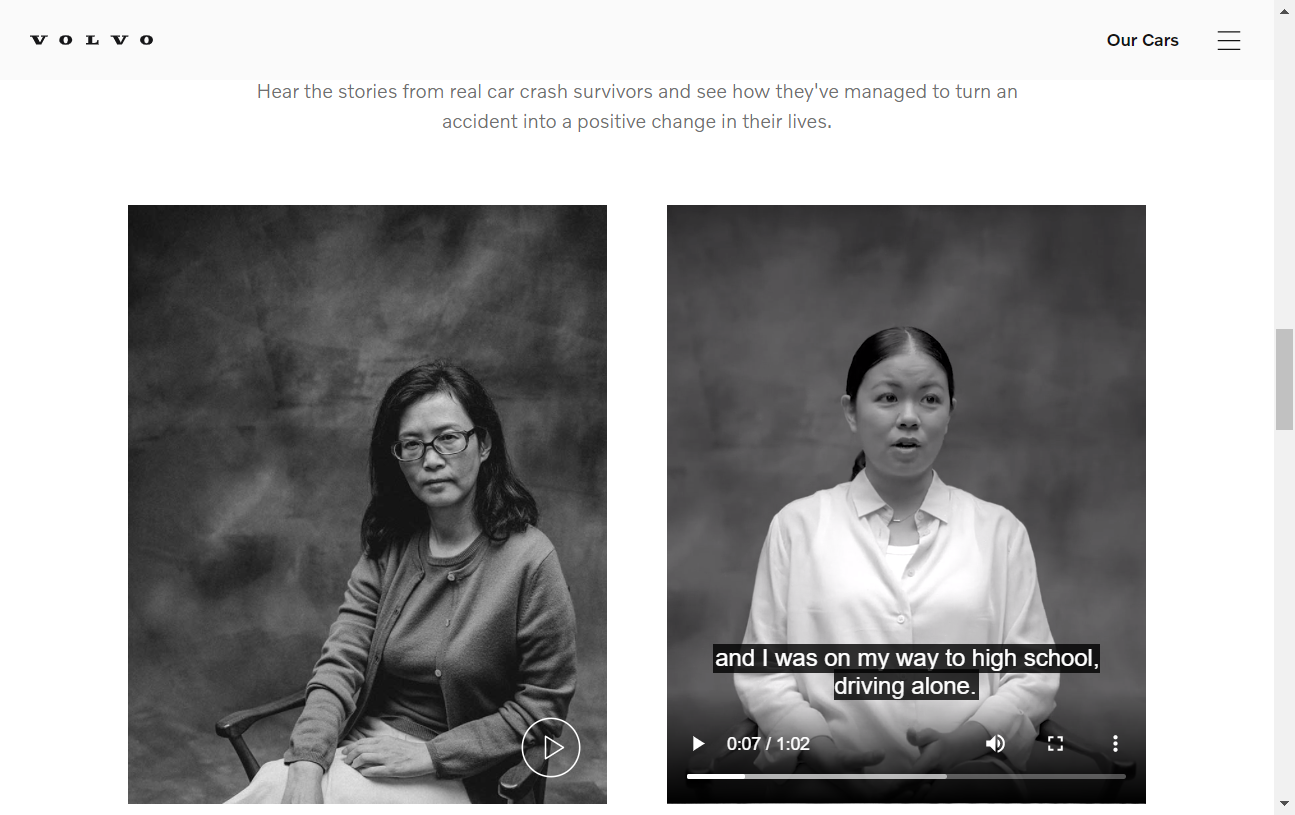 VOLVO
Our Cars
Hear the stories from real car crash survivors and see how they've managed to turn an
accident into a positive change in their lives.
and I was on my way to high school,
driving alone.
0:07 / 1:02